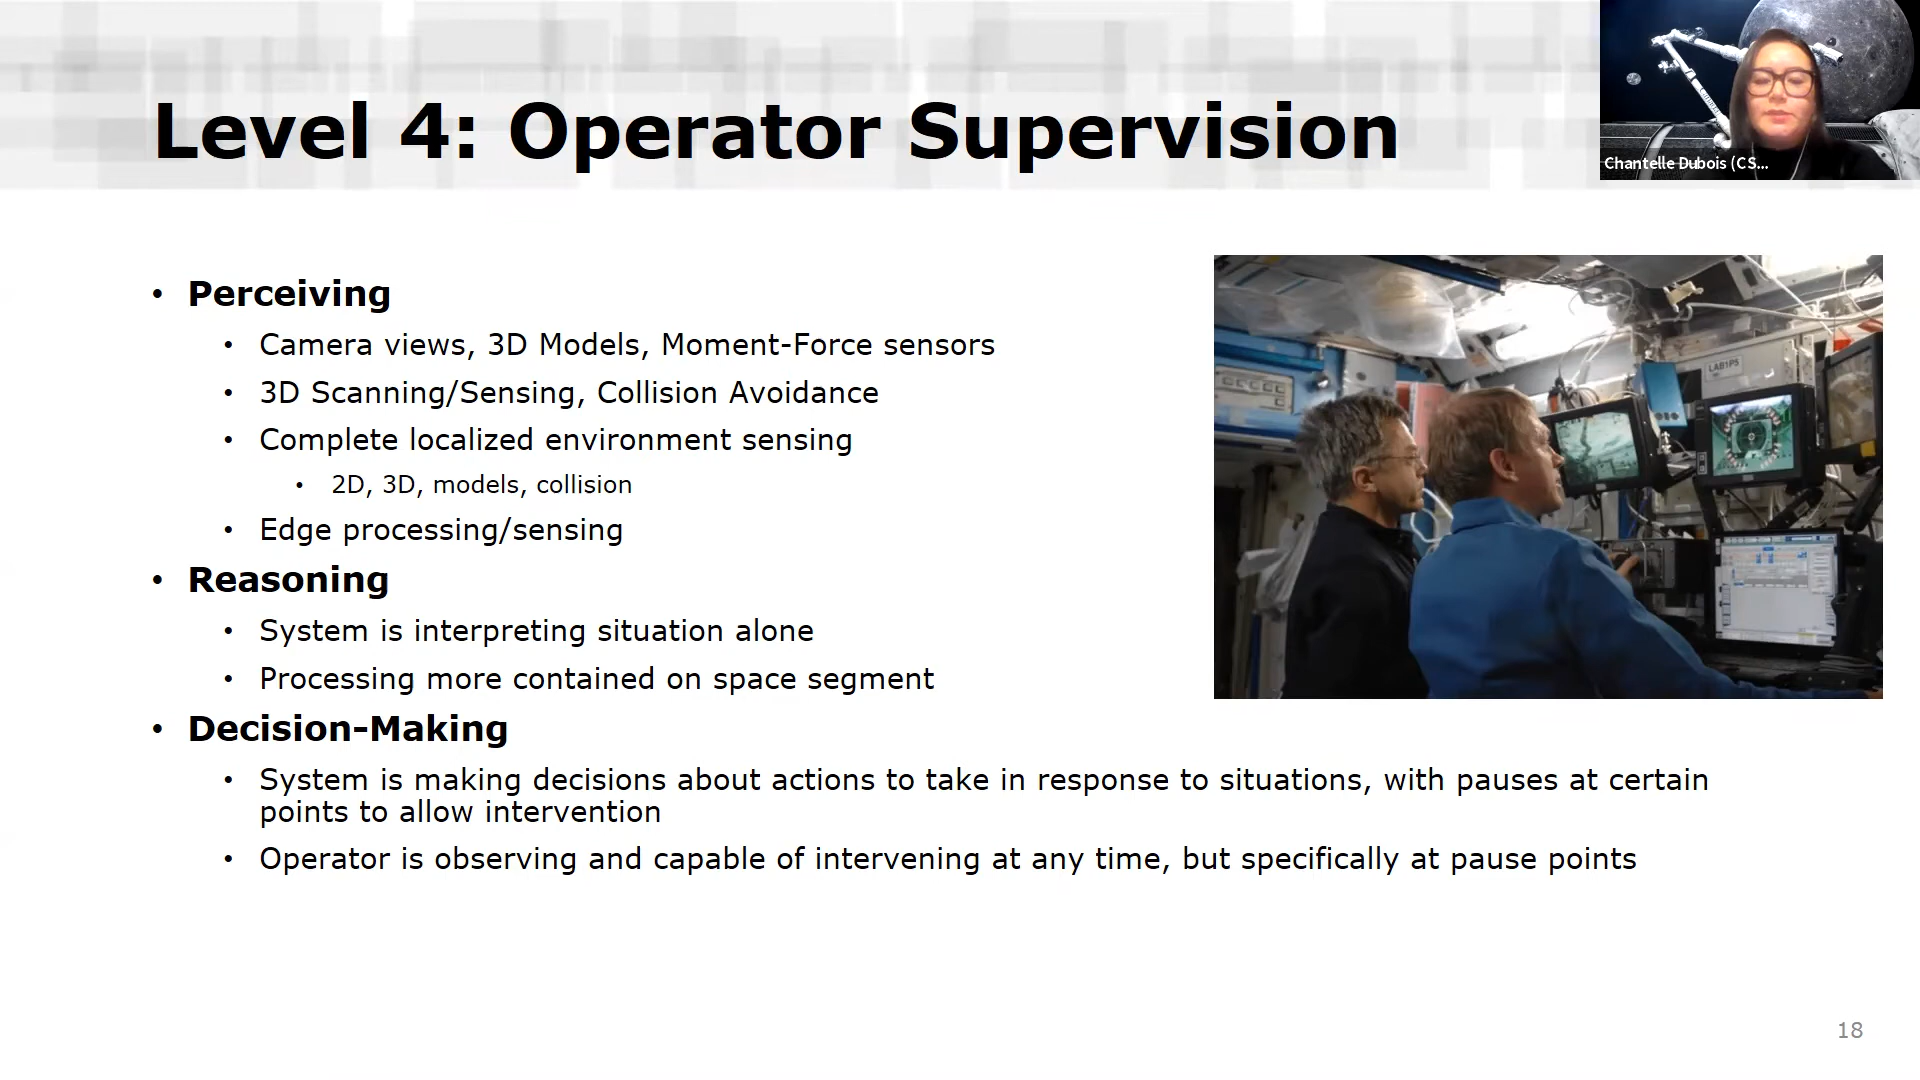 Level 4: Operator Supervision
Chantelle Dubois (CS...
• Perceiving
• Camera views, 3D Models, Moment-Force sensors
• 3D Scanning/Sensing, Collision Avoidance
• Complete localized environment sensing
• 2D, 3D, models, collision
• Edge processing/sensing
• Reasoning
• System is interpreting situation alone
• Processing more contained on space segment
• Decision-Making
• System is making decisions about actions to take in response to situations, with pauses at certain
points to allow intervention
• Operator is observing and capable of intervening at any time, but specifically at pause points
LAB1P5
18